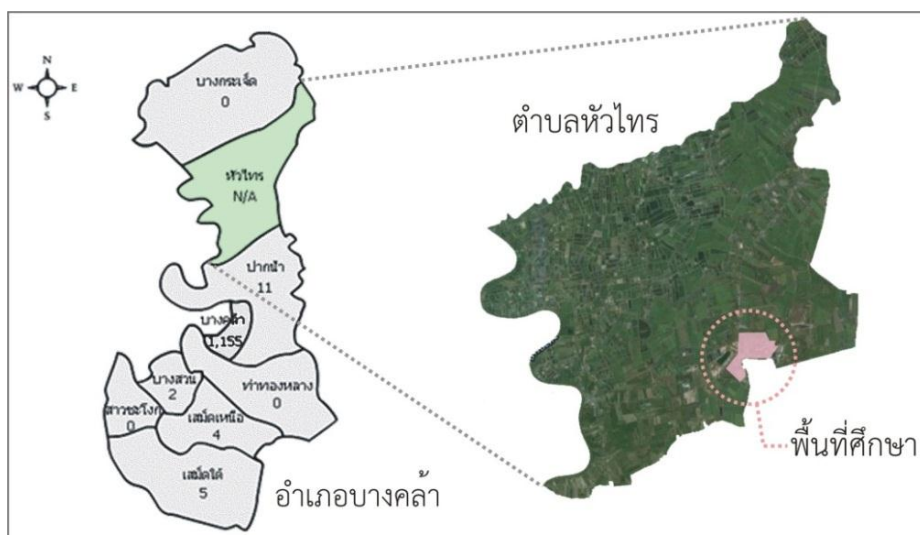 N
W E
S
บางกระเจ็ด
0
หัวไทร
N/A
ปากน้ำ
11
บางคล้า
1,155
บางสวน
2
ท่าทองหลาง
0
สาวชะโงก
0
เสม็ดเหนือ
4
เสม็ดใต้
5
อำเภอบางคล้า
ตำบลหัวไทร
พื้นที่ศึกษา